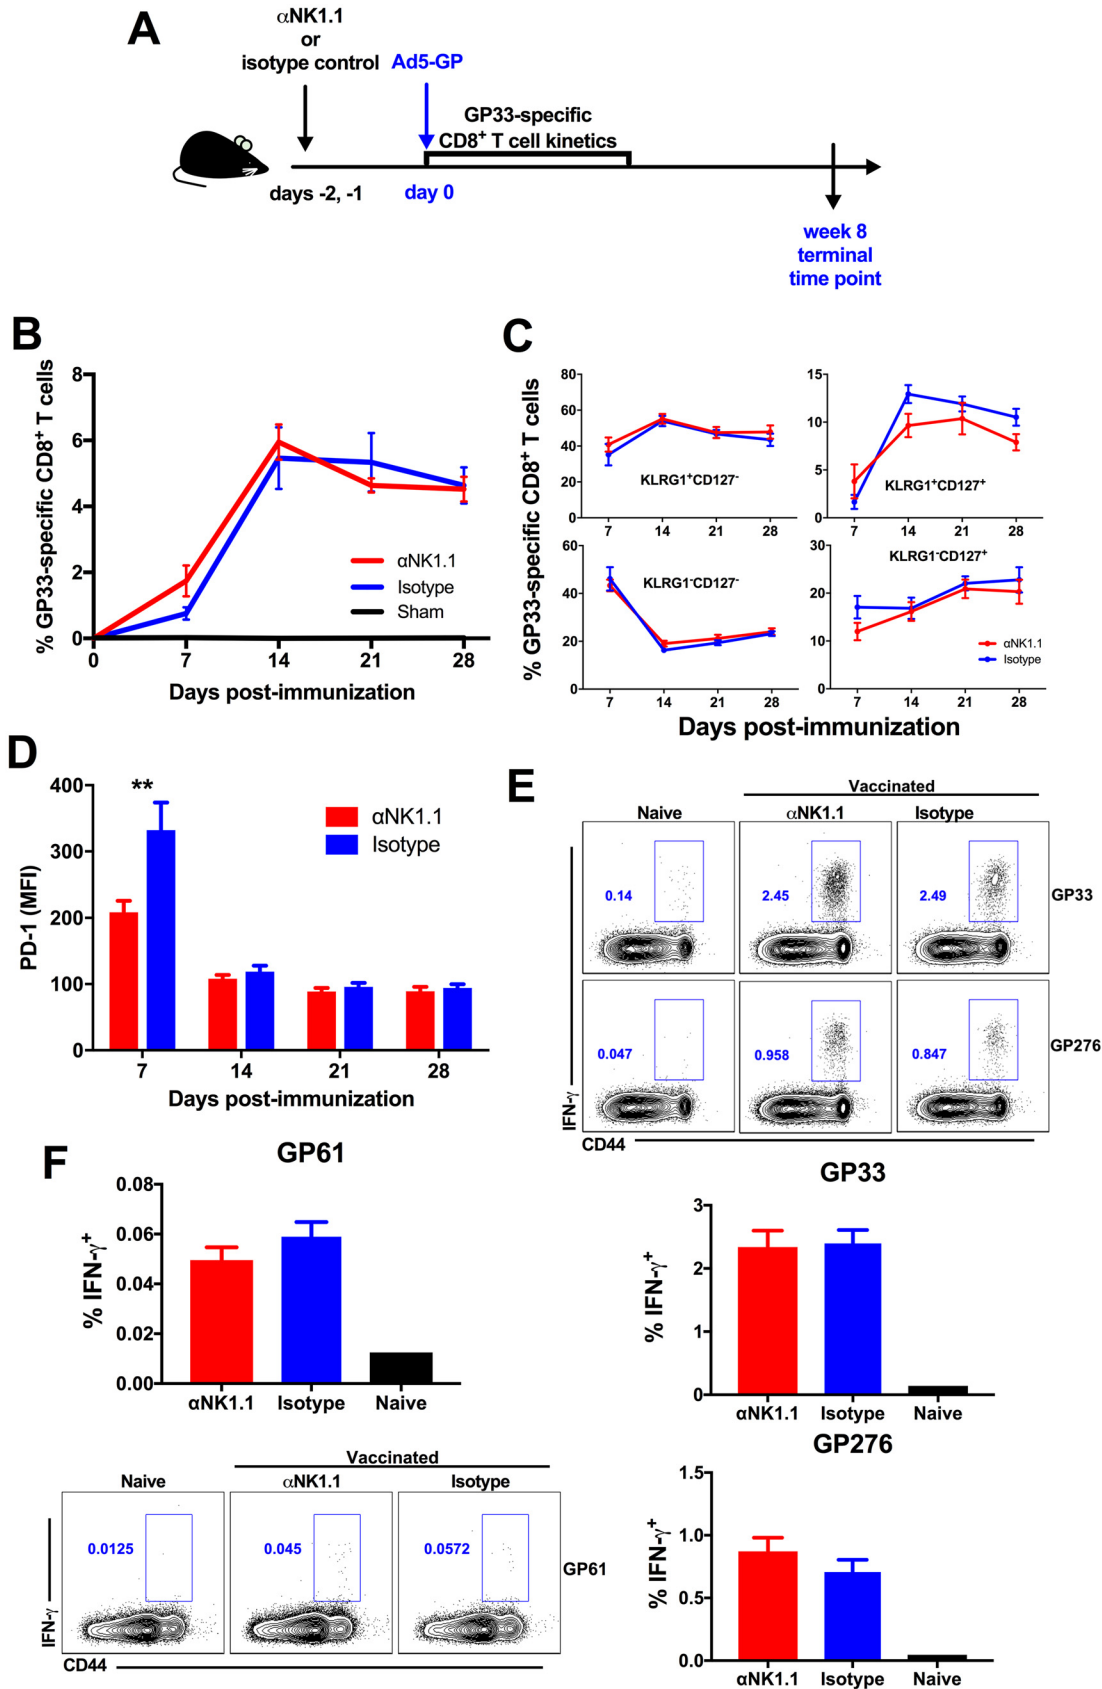 A
αNK1.1
or
isotype control
Ad5-GP
GP33-specific
CD8⁺ T cell kinetics
days -2, -1
day 0
week 8
terminal
time point
B
% GP33-specific CD8⁺ T cells
8
6
4
2
0
αNK1.1
Isotype
Sham
0 7 14 21 28
Days post-immunization
C
% GP33-specific CD8⁺ T cells
80
60
40
20
0
KLRG1⁺CD127⁻
7 14 21 28
15
10
5
0
KLRG1⁺CD127⁺
7 14 21 28
60
40
20
0
KLRG1⁻CD127⁻
7 14 21 28
30
20
10
0
KLRG1⁻CD127⁺
αNK1.1
Isotype
7 14 21 28
Days post-immunization
D
PD-1 (MFI)
400
300
200
100
0
**
αNK1.1
Isotype
7 14 21 28
Days post-immunization
E
Vaccinated
Naive αNK1.1 Isotype
0.14 2.45 2.49
GP33
0.047 0.958 0.847
GP276
IFN-γ
CD44
GP33
% IFN-γ⁺
3
2
1
0
αNK1.1 Isotype Naive
GP276
% IFN-γ⁺
1.5
1.0
0.5
0.0
αNK1.1 Isotype Naive
F
GP61
% IFN-γ⁺
0.08
0.06
0.04
0.02
0.00
αNK1.1 Isotype Naive
Vaccinated
Naive αNK1.1 Isotype
0.0125 0.045 0.0572
GP61
IFN-γ
CD44